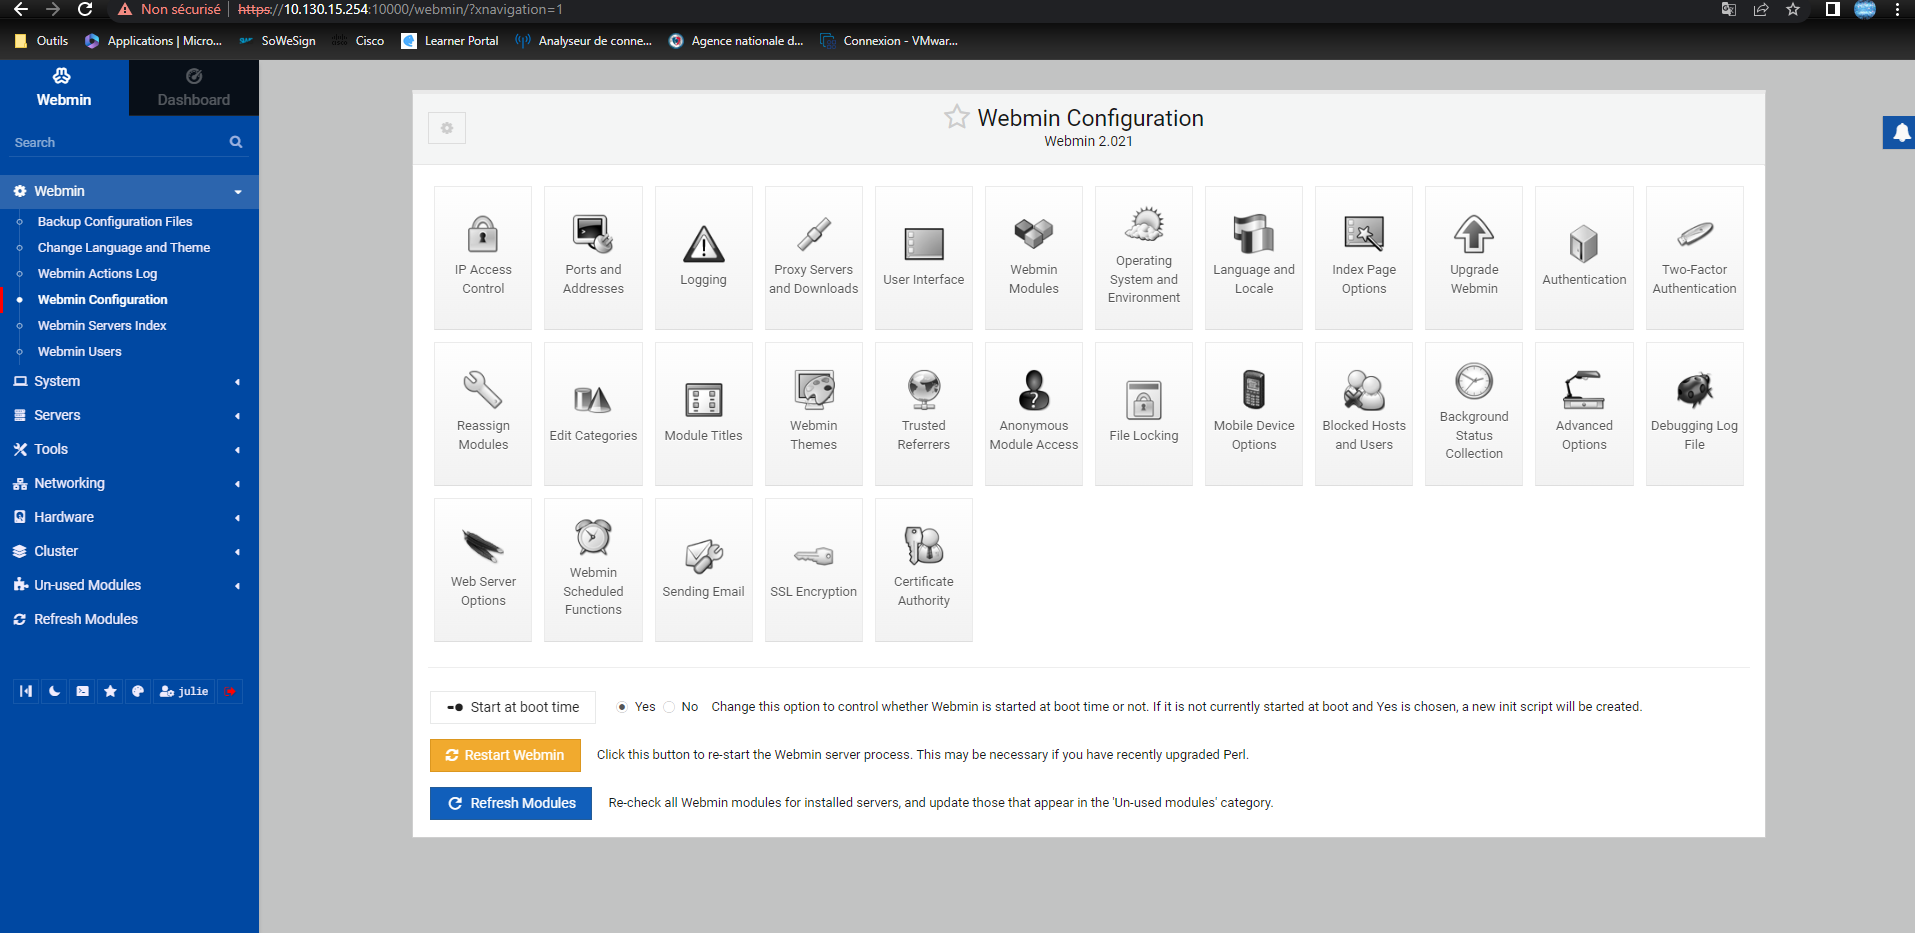 Non sécurisé | https://10.130.15.254:10000/webmin/?xnavigation=1
Outils
Applications | Micro...
SoWeSign
Cisco
Learner Portal
Analyseur de conne...
Agence nationale d...
Connexion - VMwar...
Webmin
Dashboard
Search
Webmin
Backup Configuration Files
Change Language and Theme
Webmin Actions Log
Webmin Configuration
Webmin Servers Index
Webmin Users
System
Servers
Tools
Networking
Hardware
Cluster
Un-used Modules
Refresh Modules
julie
Webmin Configuration
Webmin 2.021
IP Access
Control
Ports and
Addresses
Logging
Proxy Servers
and Downloads
User Interface
Webmin
Modules
Operating
System and
Environment
Language and
Locale
Index Page
Options
Upgrade
Webmin
Authentication
Two-Factor
Authentication
Reassign
Modules
Edit Categories
Module Titles
Webmin
Themes
Trusted
Referrers
Anonymous
Module Access
File Locking
Mobile Device
Options
Blocked Hosts
and Users
Background
Status
Collection
Advanced
Options
Debugging Log
File
Web Server
Options
Webmin
Scheduled
Functions
Sending Email
SSL Encryption
Certificate
Authority
Start at boot time
Yes
No
Change this option to control whether Webmin is started at boot time or not. If it is not currently started at boot and Yes is chosen, a new init script will be created.
Restart Webmin
Click this button to re-start the Webmin server process. This may be necessary if you have recently upgraded Perl.
Refresh Modules
Re-check all Webmin modules for installed servers, and update those that appear in the 'Un-used modules' category.